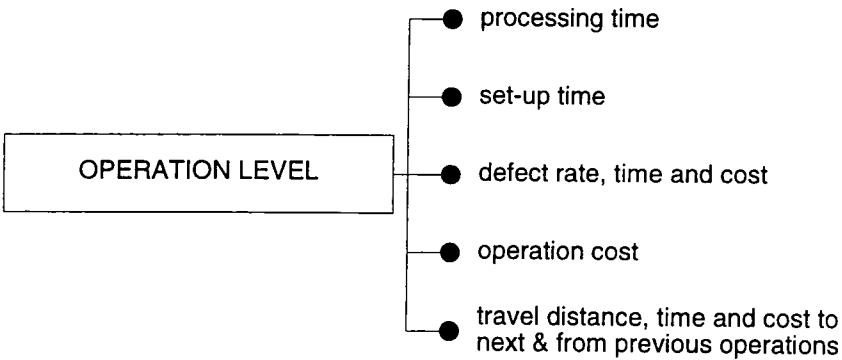 processing time
set-up time
OPERATION LEVEL
defect rate, time and cost
operation cost
travel distance, time and cost to
next & from previous operations